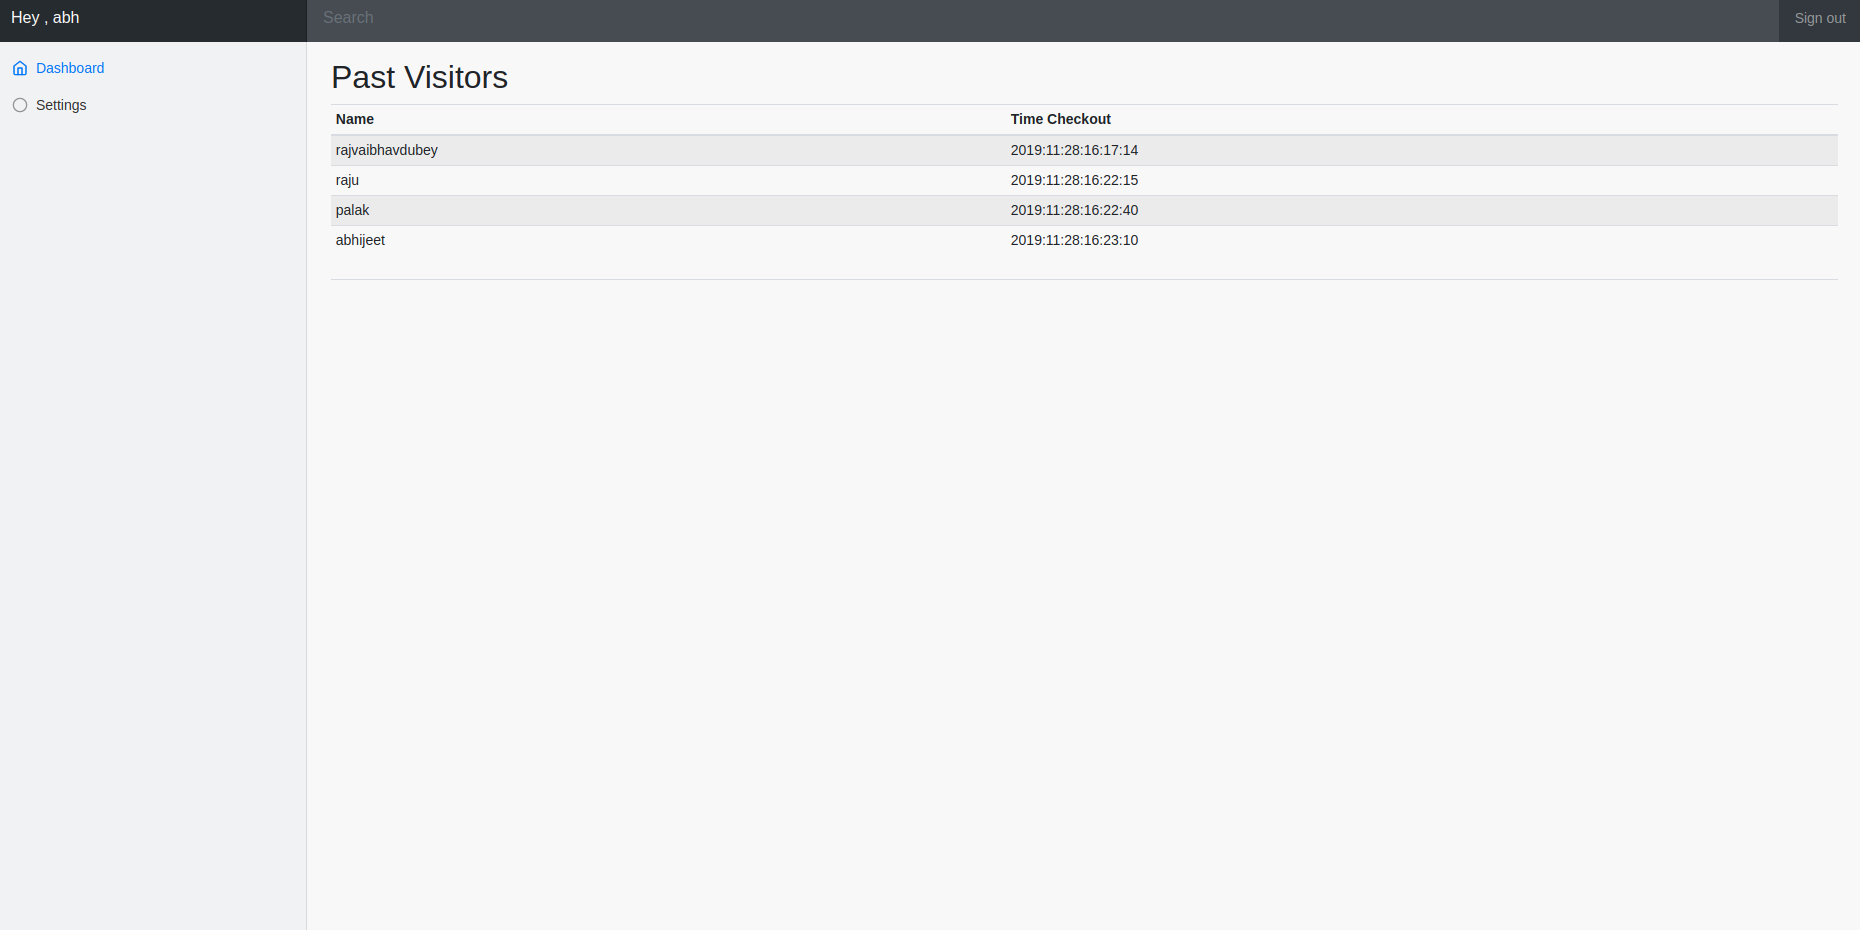 Hey , abh
Search
Sign out
Dashboard
Settings
Past Visitors
Name Time Checkout
rajvaibhavdubey 2019:11:28:16:17:14
raju 2019:11:28:16:22:15
palak 2019:11:28:16:22:40
abhijeet 2019:11:28:16:23:10